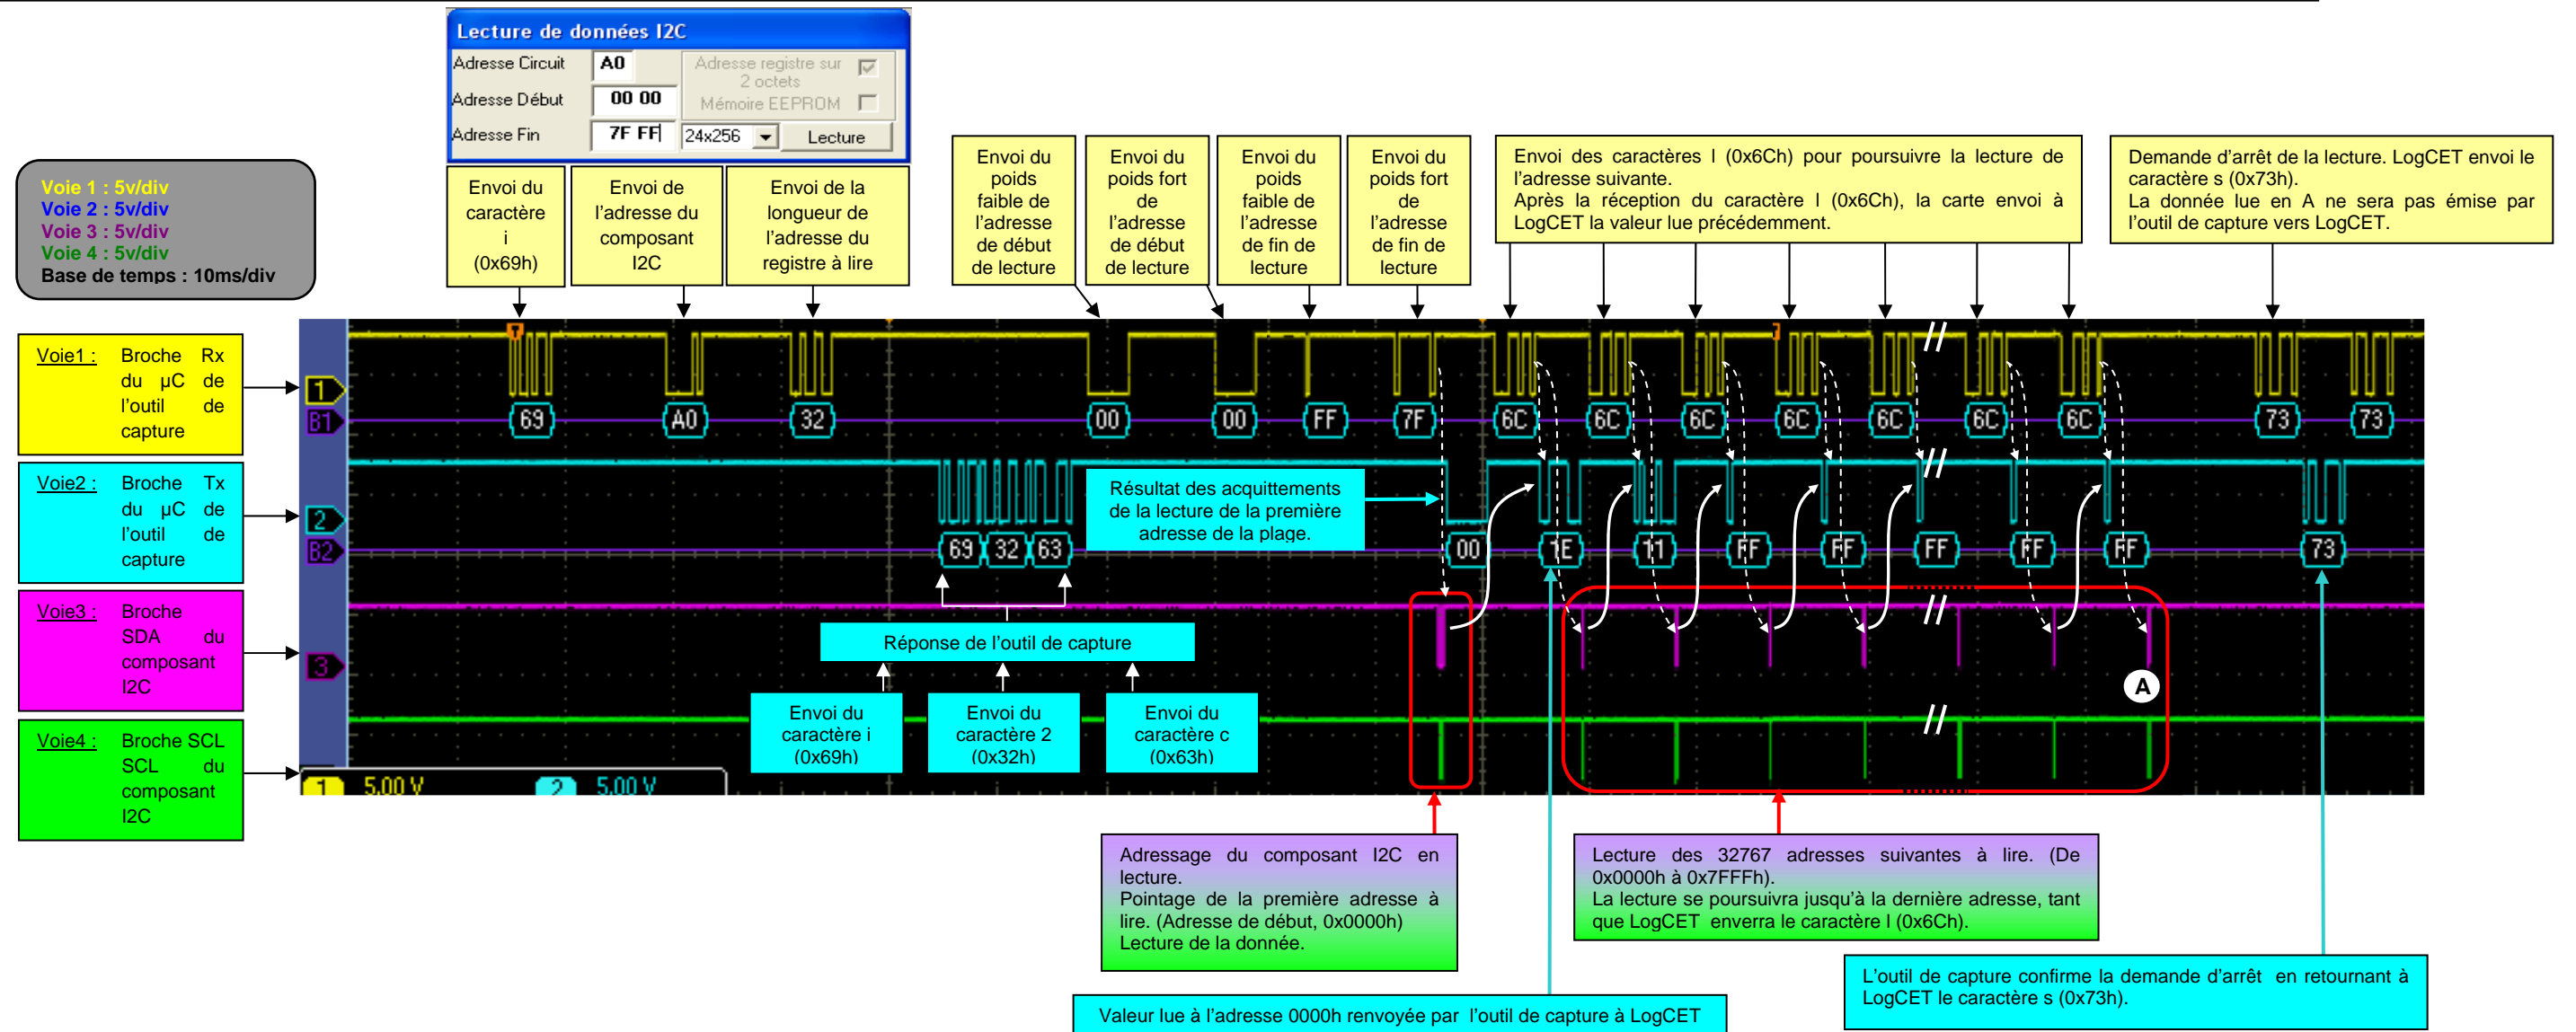 Lecture de données I2C
Adresse Circuit A0
Adresse registre sur
2 octets
Adresse Début 00 00
Mémoire EEPROM
Adresse Fin 7F FF 24x256 Lecture
Voie 1 : 5v/div
Voie 2 : 5v/div
Voie 3 : 5v/div
Voie 4 : 5v/div
Base de temps : 10ms/div
Envoi du
caractère
i
(0x69h)
Envoi de
l'adresse du
composant
I2C
Envoi de la
longueur de
l'adresse du
registre à lire
Envoi du
poids
faible de
l'adresse
de début
de lecture
Envoi du
poids fort
de
l'adresse
de début
de lecture
Envoi du
poids
faible de
l'adresse
de fin de
lecture
Envoi du
poids fort
de
l'adresse
de fin de
lecture
Envoi des caractères l (0x6Ch) pour poursuivre la lecture de
l'adresse suivante.
Après la réception du caractère l (0x6Ch), la carte envoi à
LogCET la valeur lue précédemment.
Demande d'arrêt de la lecture. LogCET envoi le
caractère s (0x73h).
La donnée lue en A ne sera pas émise par
l'outil de capture vers LogCET.
Voie1 : Broche Rx
du µC de
l'outil de
capture
T
1
B1
69 A0 32 00 00 FF 7F 6C 6C 6C 6C 6C 6C 6C 73 73
//
Voie2 : Broche Tx
du µC de
l'outil de
capture
2
B2
//
Résultat des acquittements
de la lecture de la première
adresse de la plage.
69 32 63 00 1E 11 FF FF FF FF FF 73
Voie3 : Broche
SDA du
composant
I2C
3
//
Réponse de l'outil de capture
A
Envoi du
caractère i
(0x69h)
Envoi du
caractère 2
(0x32h)
Envoi du
caractère c
(0x63h)
//
Voie4 : Broche SCL
SCL du
composant
I2C
1 5.00 V 2 5.00 V
Adressage du composant I2C en
lecture.
Pointage de la première adresse à
lire. (Adresse de début, 0x0000h)
Lecture de la donnée.
Lecture des 32767 adresses suivantes à lire. (De
0x0000h à 0x7FFFh).
La lecture se poursuivra jusqu'à la dernière adresse, tant
que LogCET enverra le caractère l (0x6Ch).
L'outil de capture confirme la demande d'arrêt en retournant à
LogCET le caractère s (0x73h).
Valeur lue à l'adresse 0000h renvoyée par l'outil de capture à LogCET